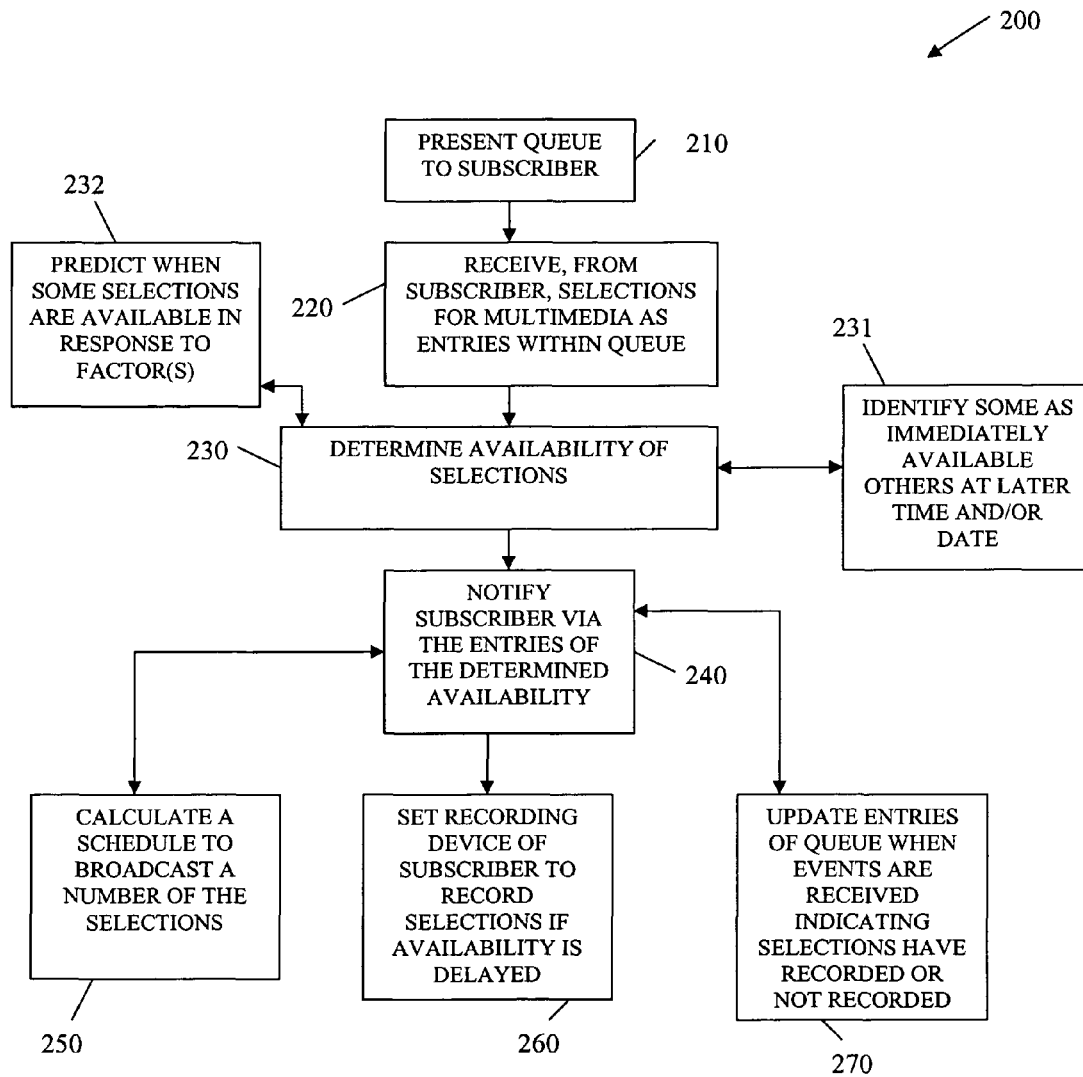 200
PRESENT QUEUE
TO SUBSCRIBER
210
232
PREDICT WHEN
SOME SELECTIONS
ARE AVAILABLE IN
RESPONSE TO
FACTOR(S)
RECEIVE, FROM
SUBSCRIBER, SELECTIONS
FOR MULTIMEDIA AS
ENTRIES WITHIN QUEUE
220
231
IDENTIFY SOME AS
IMMEDIATELY
AVAILABLE
OTHERS AT LATER
TIME AND/OR
DATE
230
DETERMINE AVAILABILITY OF
SELECTIONS
NOTIFY
SUBSCRIBER VIA
THE ENTRIES OF
THE DETERMINED
AVAILABILITY
240
CALCULATE A
SCHEDULE TO
BROADCAST A
NUMBER OF THE
SELECTIONS
250
SET RECORDING
DEVICE OF
SUBSCRIBER TO
RECORD
SELECTIONS IF
AVAILABILITY IS
DELAYED
260
UPDATE ENTRIES
OF QUEUE WHEN
EVENTS ARE
RECEIVED
INDICATING
SELECTIONS HAVE
RECORDED OR
NOT RECORDED
270